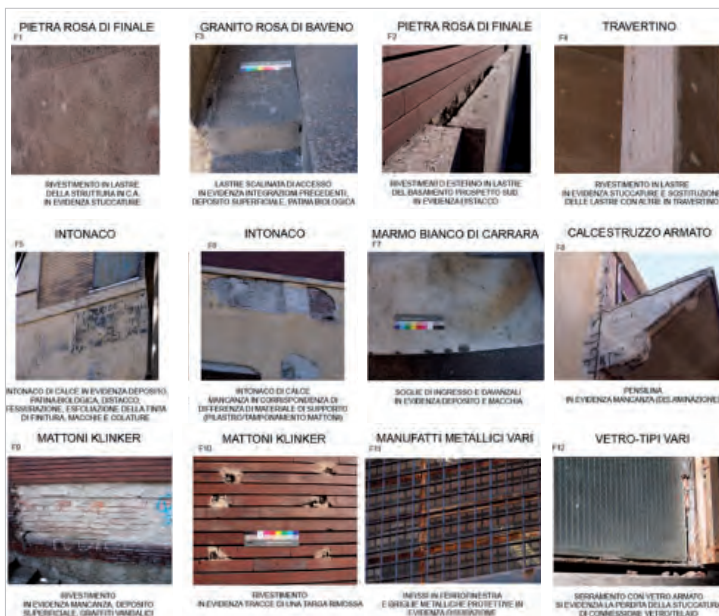 PIETRA ROSA DI FINALE
F1
RIVESTIMENTO IN LASTRE
DELLA STRUTTURA IN C.A.
IN EVIDENZA STUCCATURE
GRANITO ROSA DI BAVENO
F3
LASTRE SCALINATA DI ACCESSO
IN EVIDENZA INTEGRAZIONI PRECEDENTI,
DEPOSITO SUPERFICIALE, PATINA BIOLOGICA
PIETRA ROSA DI FINALE
F2
RIVESTIMENTO ESTERNO IN LASTRE
DEL BASAMENTO PROSPETTO SUD
IN EVIDENZA DISTACCO
TRAVERTINO
F4
RIVESTIMENTO IN LASTRE
IN EVIDENZA STUCCATURE E SOSTITUZIONE
DELLE LASTRE CON ALTRE IN TRAVERTINO
INTONACO
F5
INTONACO DI CALCE IN EVIDENZA DEPOSITO,
PATINA BIOLOGICA, DISTACCO,
FESSURAZIONE, ESFOLIAZIONE DELLA TINTA
DI FINITURA, MACCHIE E COLATURE
INTONACO
F6
INTONACO DI CALCE
MANCANZA IN CORRISPONDENZA DI
DIFFERENZA DI MATERIALE DI SUPPORTO
(PILASTRO/TAMPONAMENTO MATTONI)
MARMO BIANCO DI CARRARA
F7
SOGLIE DI INGRESSO E DAVANZALI
IN EVIDENZA DEPOSITO E MACCHIA
CALCESTRUZZO ARMATO
F8
PENSILINA
IN EVIDENZA MANCANZA (DISLAMINAZIONE)
MATTONI KLINKER
F9
RIVESTIMENTO
IN EVIDENZA MANCANZA, DEPOSITO
SUPERFICIALE, GRAFFITI VANDALICI
MATTONI KLINKER
F10
RIVESTIMENTO
IN EVIDENZA TRACCE DI UNA TARGA RIMOSSA
MANUFATTI METALLICI VARI
F11
INFISSI IN FERROFINESTRA
E GRIGLIE METALLICHE PROTETTIVE IN
EVIDENZA OSSIDAZIONE
VETRO-TIPI VARI
F12
SERRAMENTO CON VETRO ARMATO
SI EVIDENZIA LA PERDITA DELLA STUCCATURA
DI CONNESSIONE VETRO/TELAIO